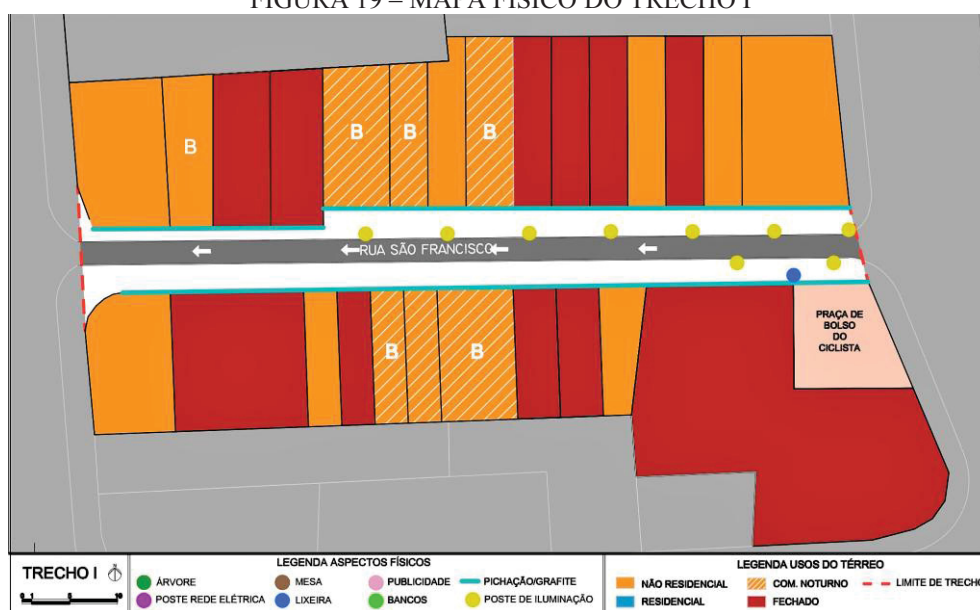 FIGURA 19 – MAPA FÍSICO DO TRECHO I
B
B
B
B
RUA SÃO FRANCISCO
B
B
PRAÇA DE
BOLSO
DO
CICLISTA
TRECHO I
LEGENDA ASPECTOS FÍSICOS
ÁRVORE
MESA
PUBLICIDADE
PICHAÇÃO/GRAFITE
POSTE REDE ELÉTRICA
LIXEIRA
BANCOS
POSTE DE ILUMINAÇÃO
LEGENDA USOS DO TÉRREO
NÃO RESIDENCIAL
COM. NOTURNO
LIMITE DE TRECHO
RESIDENCIAL
FECHADO